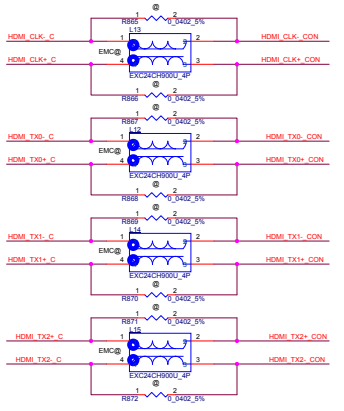 @
1 2
R865 0_0402_5%
L13
HDMI_CLK-_C 1 2 HDMI_CLK-_CON
EMC@
HDMI_CLK+_C 4 3 HDMI_CLK+_CON
EXC24CH900U_4P
@
1 2
R866 0_0402_5%
@
1 2
R867 0_0402_5%
L12
HDMI_TX0-_C 1 2 HDMI_TX0-_CON
EMC@
HDMI_TX0+_C 4 3 HDMI_TX0+_CON
EXC24CH900U_4P
@
1 2
R868 0_0402_5%
@
1 2
R869 0_0402_5%
L14
HDMI_TX1-_C 1 2 HDMI_TX1-_CON
EMC@
HDMI_TX1+_C 4 3 HDMI_TX1+_CON
EXC24CH900U_4P
@
1 2
R870 0_0402_5%
@
1 2
R871 0_0402_5%
L15
HDMI_TX2+_C 1 2 HDMI_TX2+_CON
EMC@
HDMI_TX2-_C 4 3 HDMI_TX2-_CON
EXC24CH900U_4P
@
1 2
R872 0_0402_5%